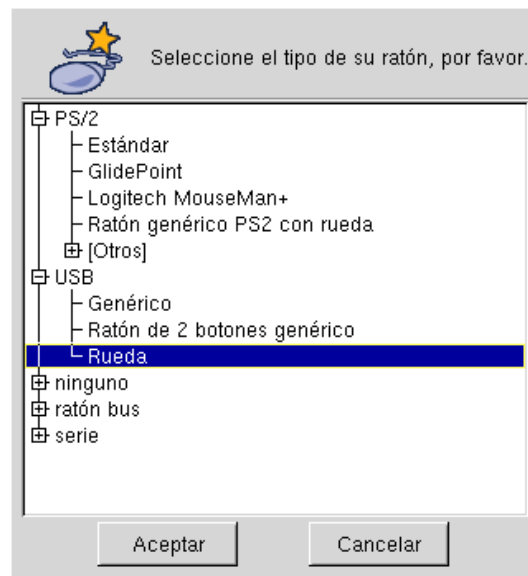 Seleccione el tipo de su ratón, por favor.
PS/2
Estándar
GlidePoint
Logitech MouseMan+
Ratón genérico PS2 con rueda
[Otros]
USB
Genérico
Ratón de 2 botones genérico
Rueda
ninguno
ratón bus
serie
Aceptar
Cancelar